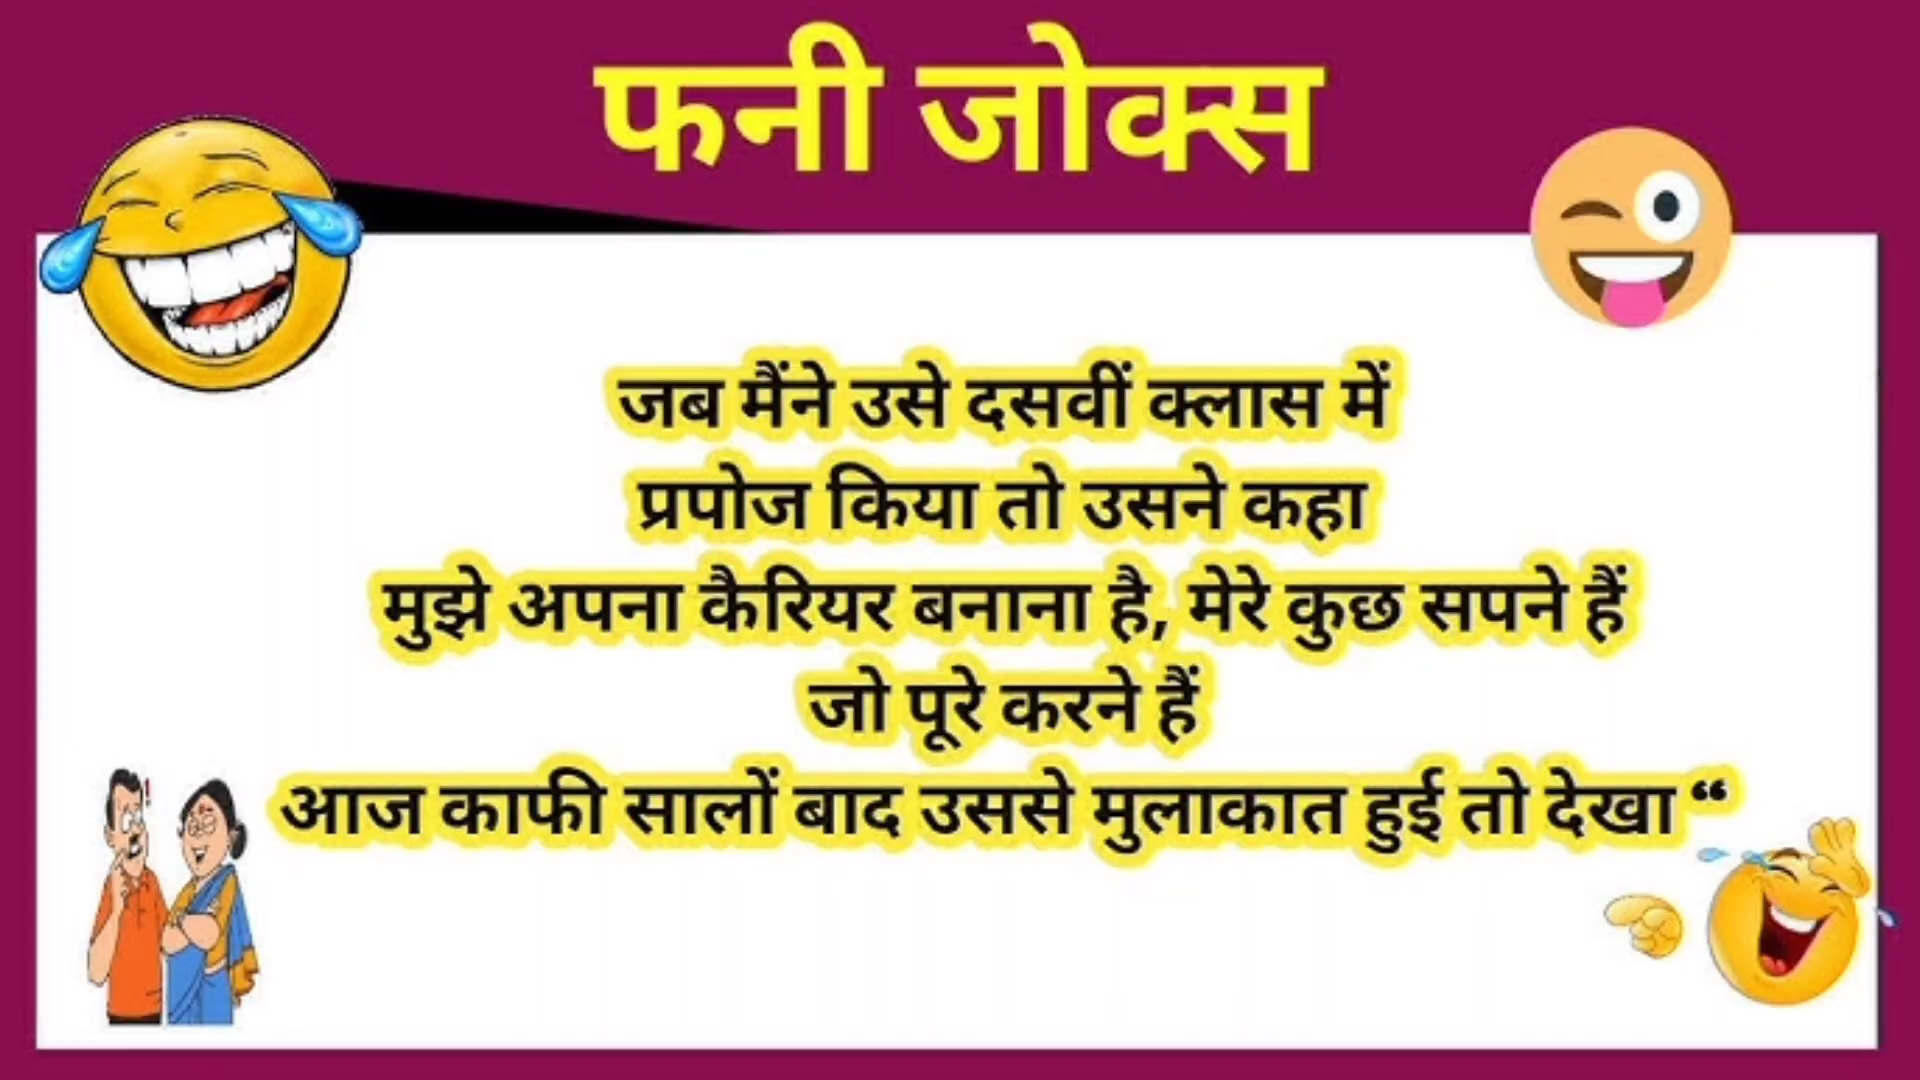 फनी जोक्स
जब मैंने उसे दसवीं क्लास में
प्रपोज किया तो उसने कहा
मुझे अपना कैरियर बनाना है, मेरे कुछ सपने हैं
जो पूरे करने हैं
आज काफी सालों बाद उससे मुलाकात हुई तो देखा “